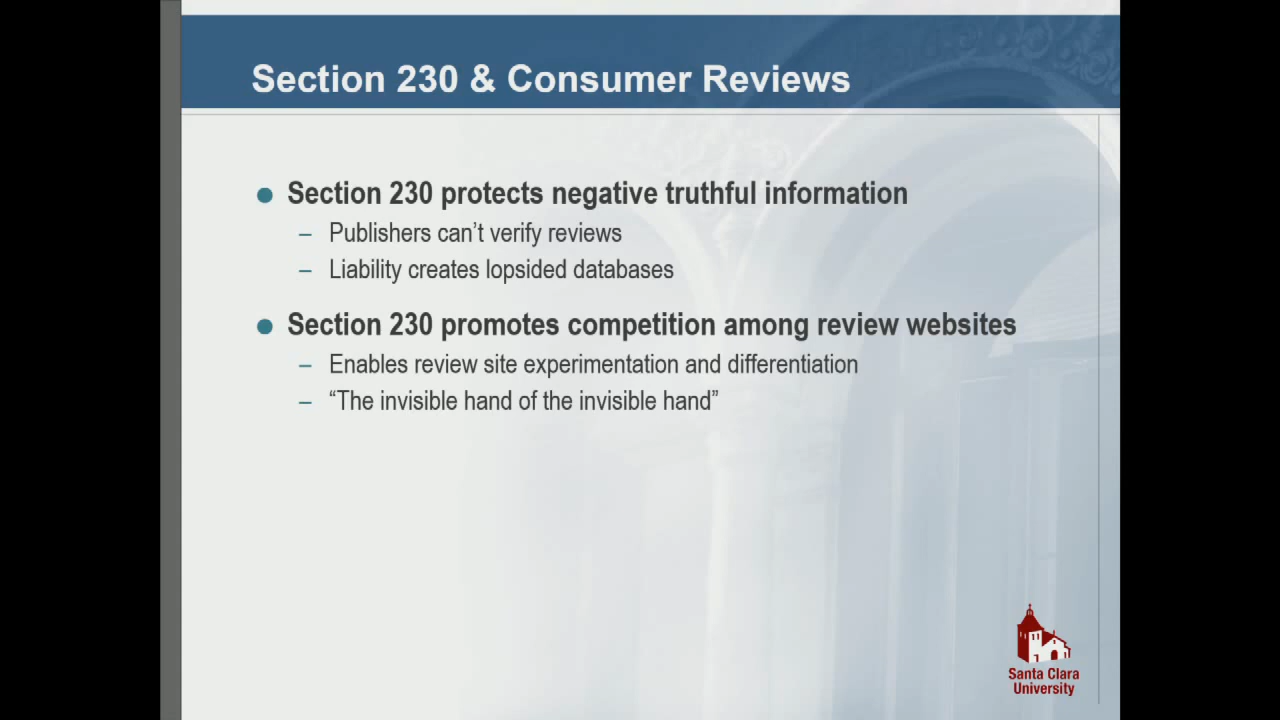 Section 230 & Consumer Reviews
● Section 230 protects negative truthful information
– Publishers can’t verify reviews
– Liability creates lopsided databases
● Section 230 promotes competition among review websites
– Enables review site experimentation and differentiation
– “The invisible hand of the invisible hand”
Santa Clara
University